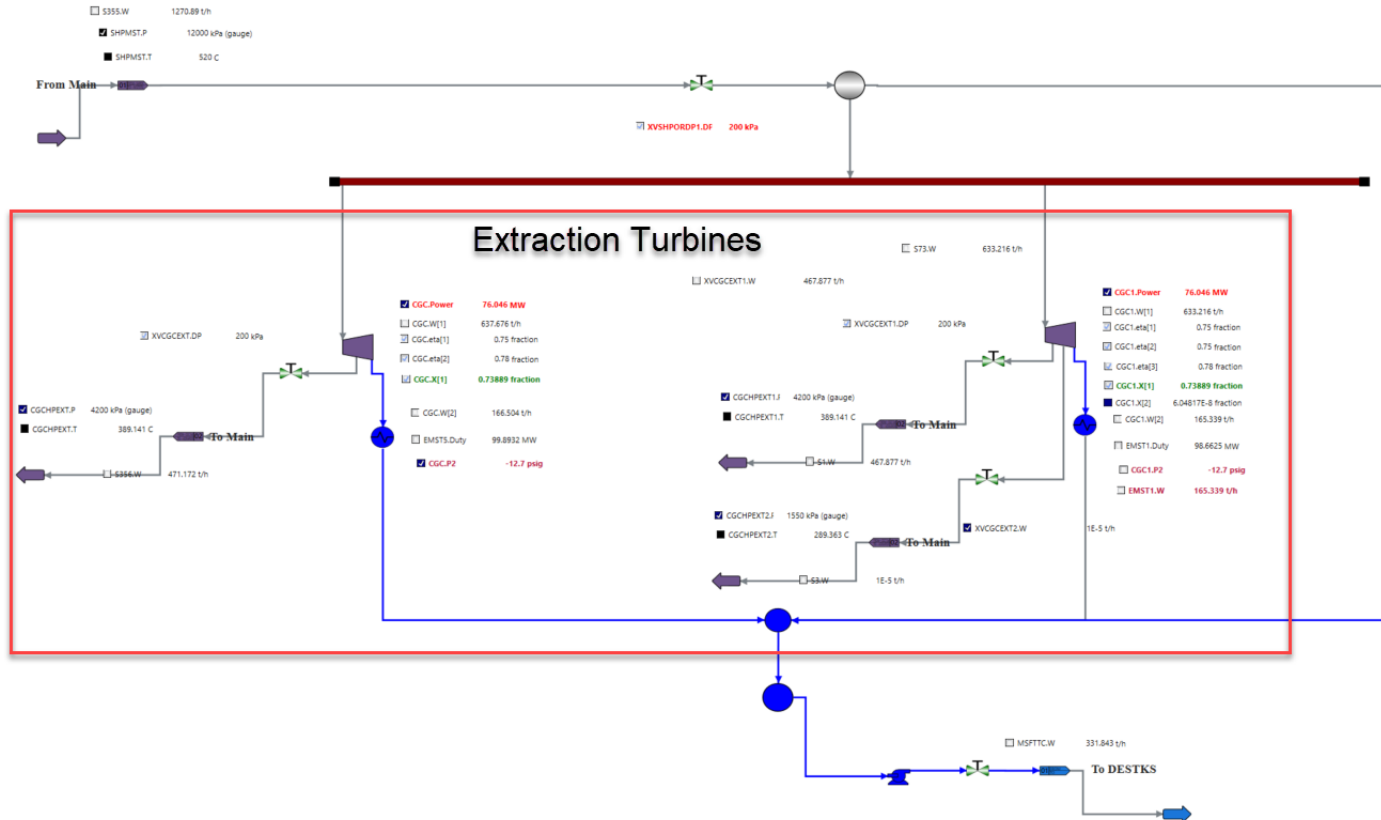 S355.W 1270.89 t/h
SHPMST.P 12000 kPa (gauge)
SHPMST.T 520 C
From Main
XVSHPORDP1.DF 200 kPa
Extraction Turbines
S73.W 633.216 t/h
XVCGCEXT1.W 467.877 t/h
CGC.Power 76.046 MW
CGC.W[1] 637.676 t/h
CGC.eta[1] 0.75 fraction
CGC.eta[2] 0.78 fraction
CGC.X[1] 0.73889 fraction
CGC.W[2] 166.504 t/h
EMST5.Duty 99.8932 MW
CGC.P2 -12.7 psig
XVCGCEXT.DP 200 kPa
CGCHPEXT.P 4200 kPa (gauge)
CGCHPEXT.T 389.141 C
To Main
S356.W 471.172 t/h
CGC1.Power 76.046 MW
CGC1.W[1] 633.216 t/h
CGC1.eta[1] 0.75 fraction
CGC1.eta[2] 0.75 fraction
CGC1.eta[3] 0.78 fraction
CGC1.X[1] 0.73889 fraction
CGC1.X[2] 6.04817E-8 fraction
CGC1.W[2] 165.339 t/h
EMST1.Duty 98.6625 MW
CGC1.P2 -12.7 psig
EMST1.W 165.339 t/h
XVCGCEXT1.DP 200 kPa
CGCHPEXT1.I 4200 kPa (gauge)
CGCHPEXT1.T 389.141 C
To Main
S1.W 467.877 t/h
CGCHPEXT2.I 1550 kPa (gauge)
CGCHPEXT2.T 289.363 C
To Main
XVCGCEXT2.W 1E-5 t/h
S3.W 1E-5 t/h
MSFTTC.W 331.843 t/h
To DESTKS